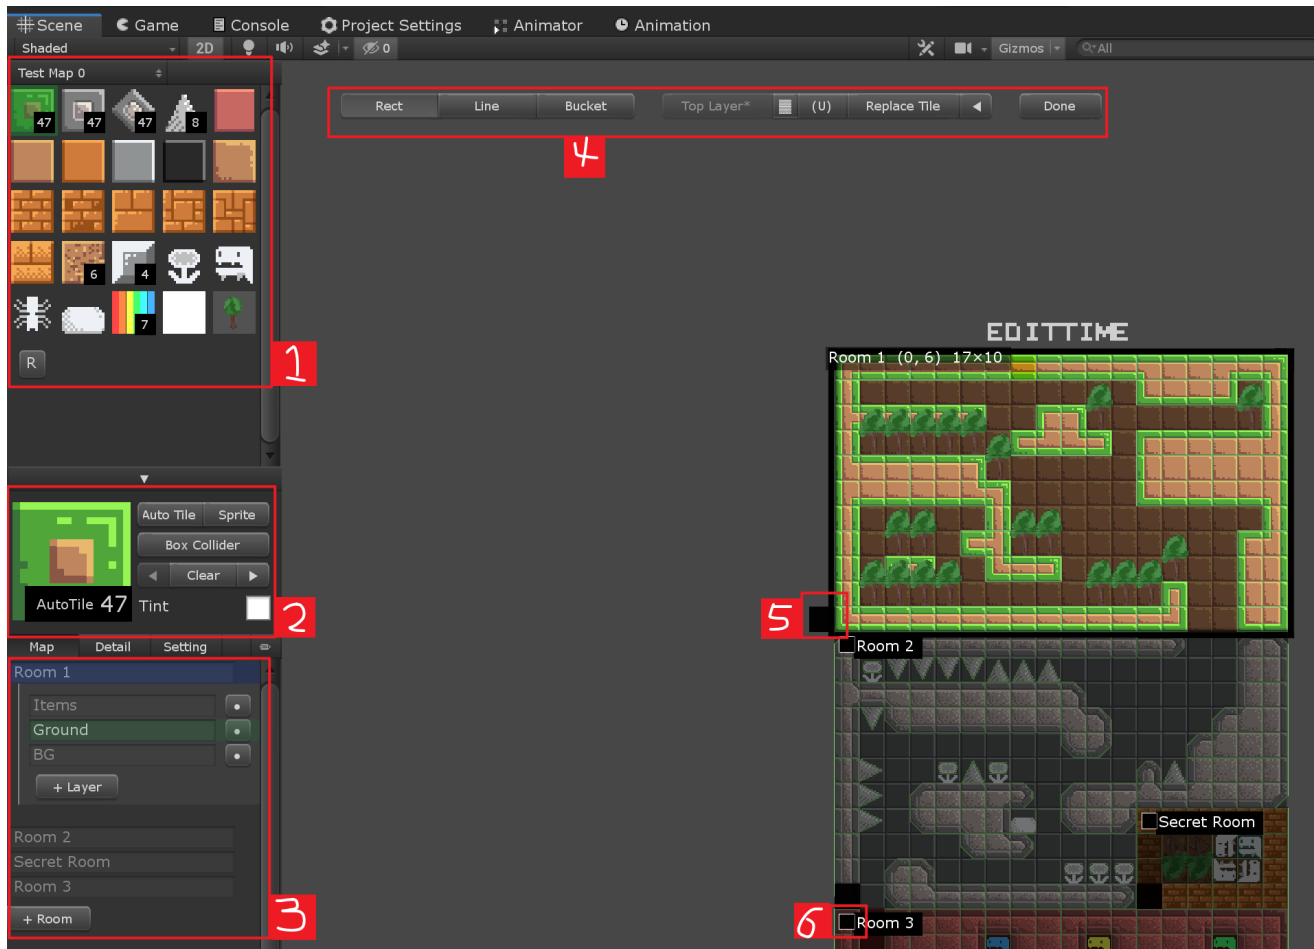 Scene Game Console Project Settings Animator Animation
Shaded 2D 0 Gizmos All
Test Map 0
47 47 47 8
6 4
7
R
1
Rect Line Bucket Top Layer* (U) Replace Tile Done
4
EDITTIME
Room 1 (0, 6) 17×10
Auto Tile Sprite
Box Collider
Clear
AutoTile 47 Tint
2
5
Map Detail Setting
Room 1
Items
Ground
BG
+ Layer
Room 2
Secret Room
Room 3
+ Room
3
Room 2
Secret Room
6
Room 3